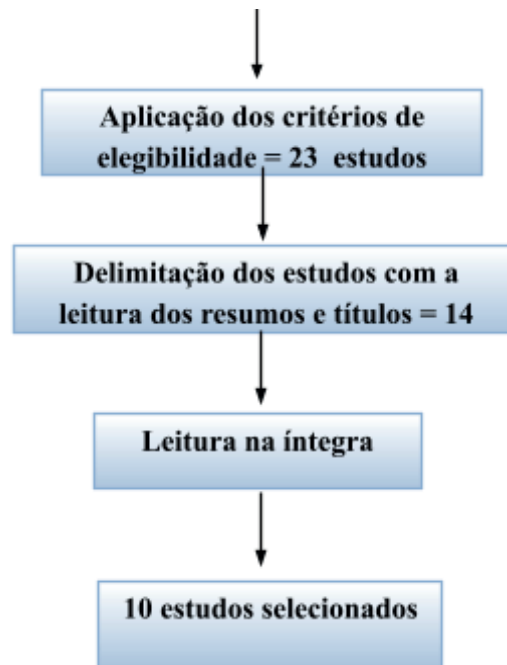 Aplicação dos critérios de
elegibilidade = 23 estudos
Delimitação dos estudos com a
leitura dos resumos e títulos = 14
Leitura na íntegra
10 estudos selecionados